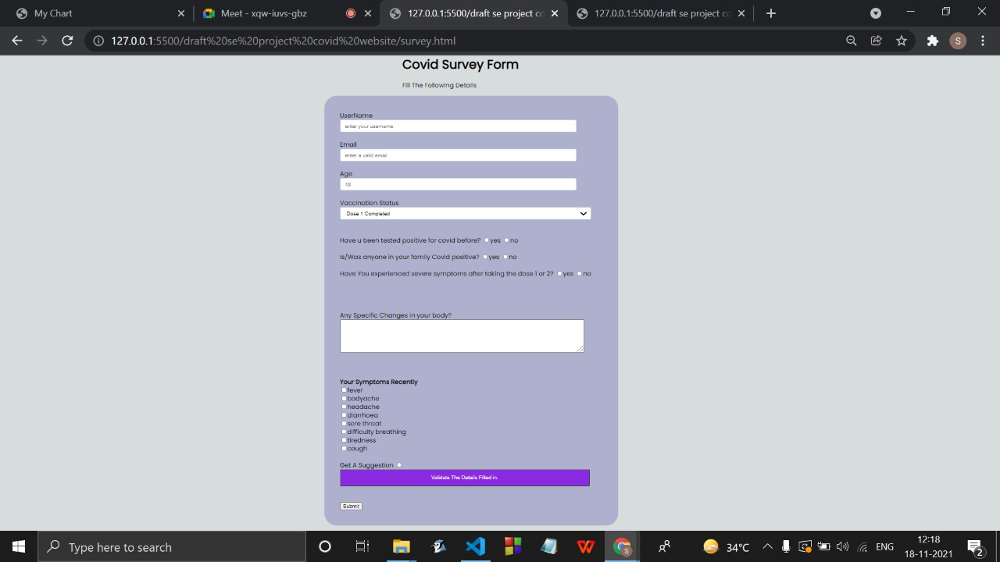 My Chart
Meet - xqw-iuvs-gbz
127.0.0.1:5500/draft se project co
127.0.0.1:5500/draft se project co
127.0.0.1:5500/draft%20se%20project%20covid%20website/survey.html
S
Covid Survey Form
Fill The Following Details
UserName
enter your username
Email
enter a valid email
Age
18
Vaccination Status
Dose 1 Completed
Have u been tested positive for covid before? yes no
Is/Was anyone in your family Covid positive? yes no
Have You experienced severe symptoms after taking the dose 1 or 2? yes no
Any Specific Changes in your body?
Your Symptoms Recently
fever
bodyache
headache
diarrhoea
sore throat
difficulty breathing
tiredness
cough
Get A Suggestion
Validate The Details Filled in.
Submit
Type here to search
S
34°C
ENG
12:18
18-11-2021
2